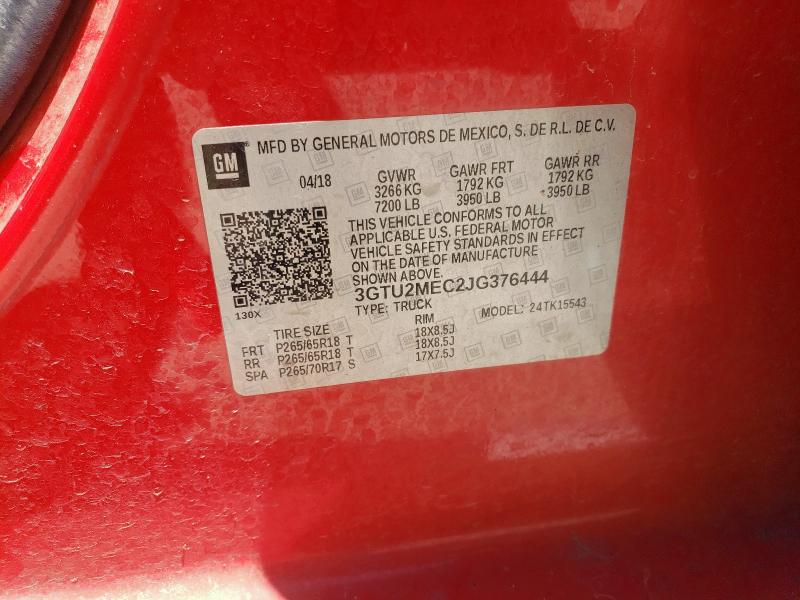 GM
MFD BY GENERAL MOTORS DE MEXICO, S. DE R.L. DE C.V.
04/18
GVWR
3266 KG
7200 LB
GAWR FRT
1792 KG
3950 LB
GAWR RR
1792 KG
3950 LB
THIS VEHICLE CONFORMS TO ALL
APPLICABLE U.S. FEDERAL MOTOR
VEHICLE SAFETY STANDARDS IN EFFECT
ON THE DATE OF MANUFACTURE
SHOWN ABOVE.
3GTU2MEC2JG376444
130X
TYPE: TRUCK
MODEL: 24TK15543
TIRE SIZE RIM
FRT P265/65R18 T 18X8.5J
RR P265/65R18 T 18X8.5J
SPA P265/70R17 S 17X7.5J